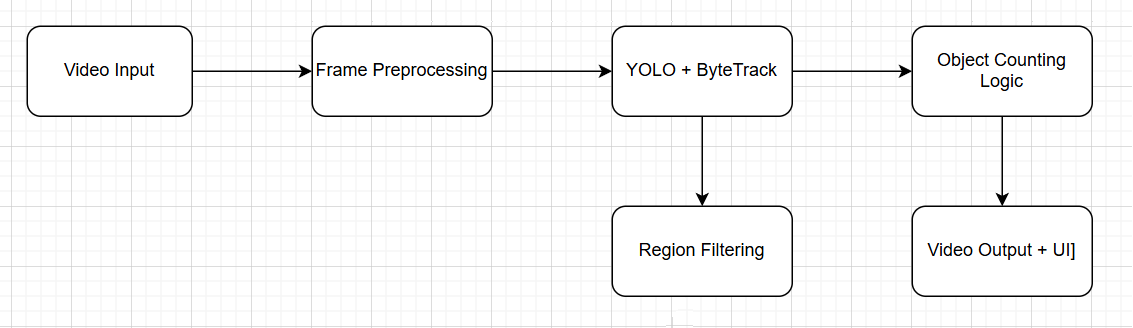 Video Input
Frame Preprocessing
YOLO + ByteTrack
Object Counting
Logic
Region Filtering
Video Output + UI]